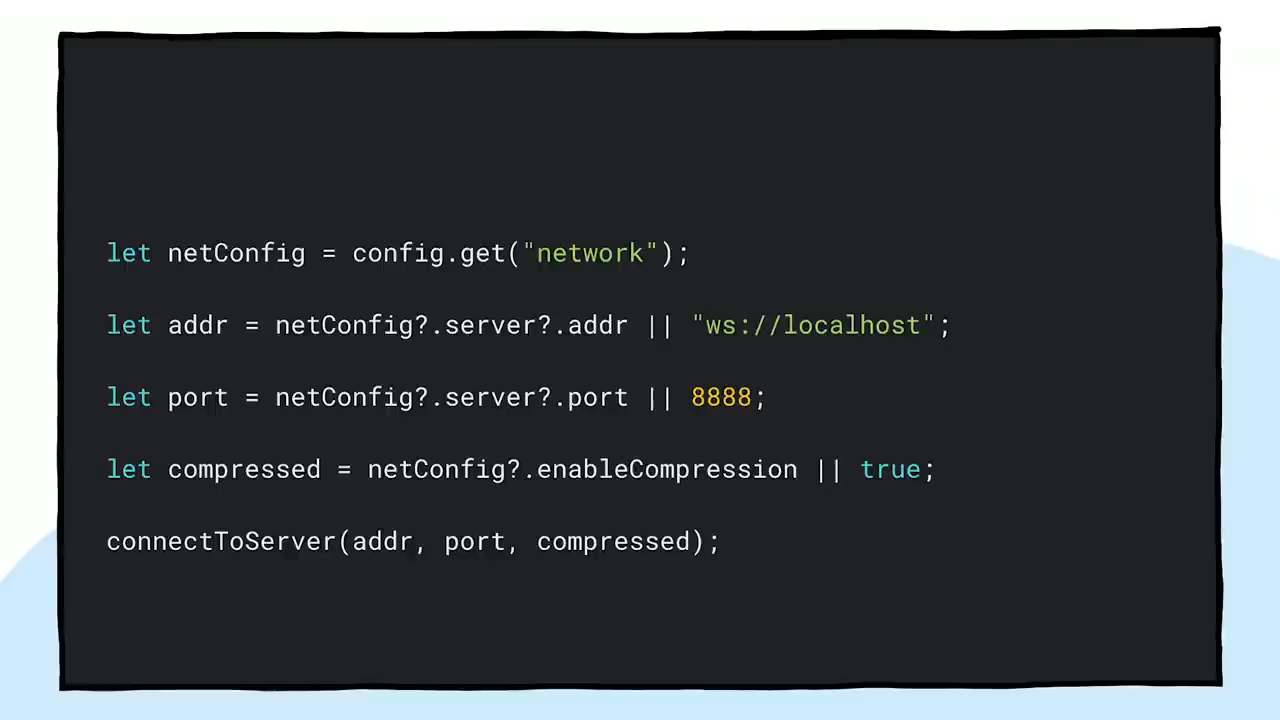 let netConfig = config.get("network");
let addr = netConfig?.server?.addr || "ws://localhost";
let port = netConfig?.server?.port || 8888;
let compressed = netConfig?.enableCompression || true;
connectToServer(addr, port, compressed);